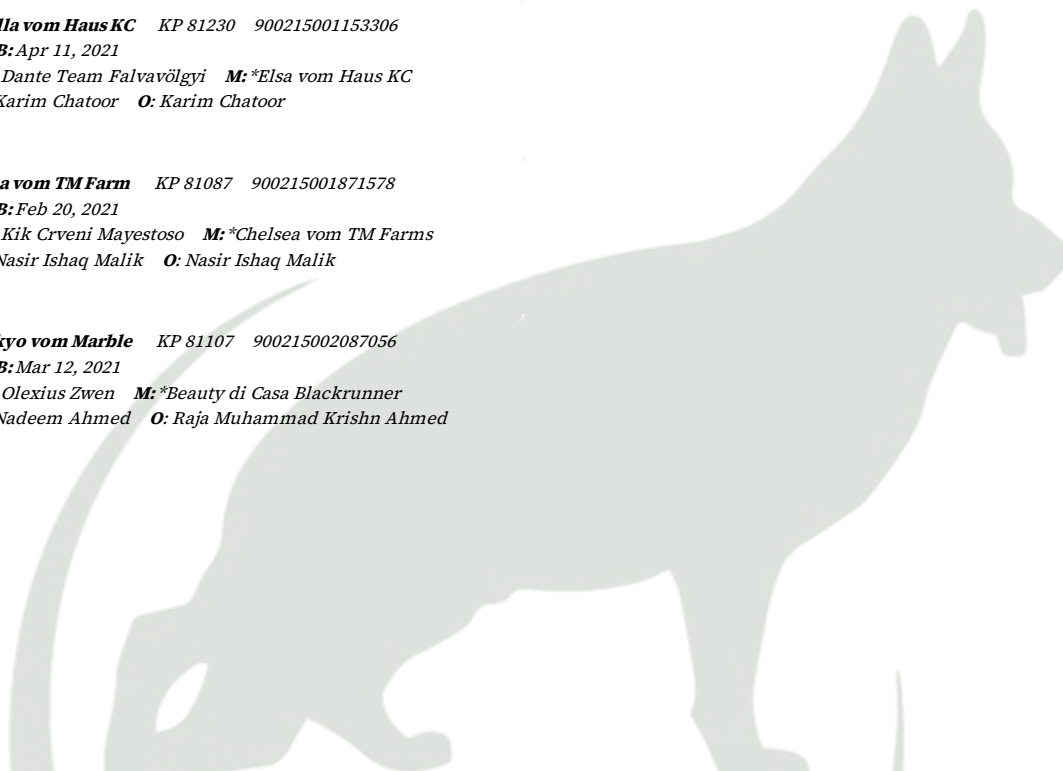 lla vom Haus KC KP 81230 900215001153306
B: Apr 11, 2021
Dante Team Falvavölgyi M: *Elsa vom Haus KC
Karim Chatoor O: Karim Chatoor
a vom TM Farm KP 81087 900215001871578
B: Feb 20, 2021
Kik Crveni Mayestoso M: *Chelsea vom TM Farms
Nasir Ishaq Malik O: Nasir Ishaq Malik
kyo vom Marble KP 81107 900215002087056
B: Mar 12, 2021
Olexius Zwen M: *Beauty di Casa Blackrunner
Nadeem Ahmed O: Raja Muhammad Krishn Ahmed